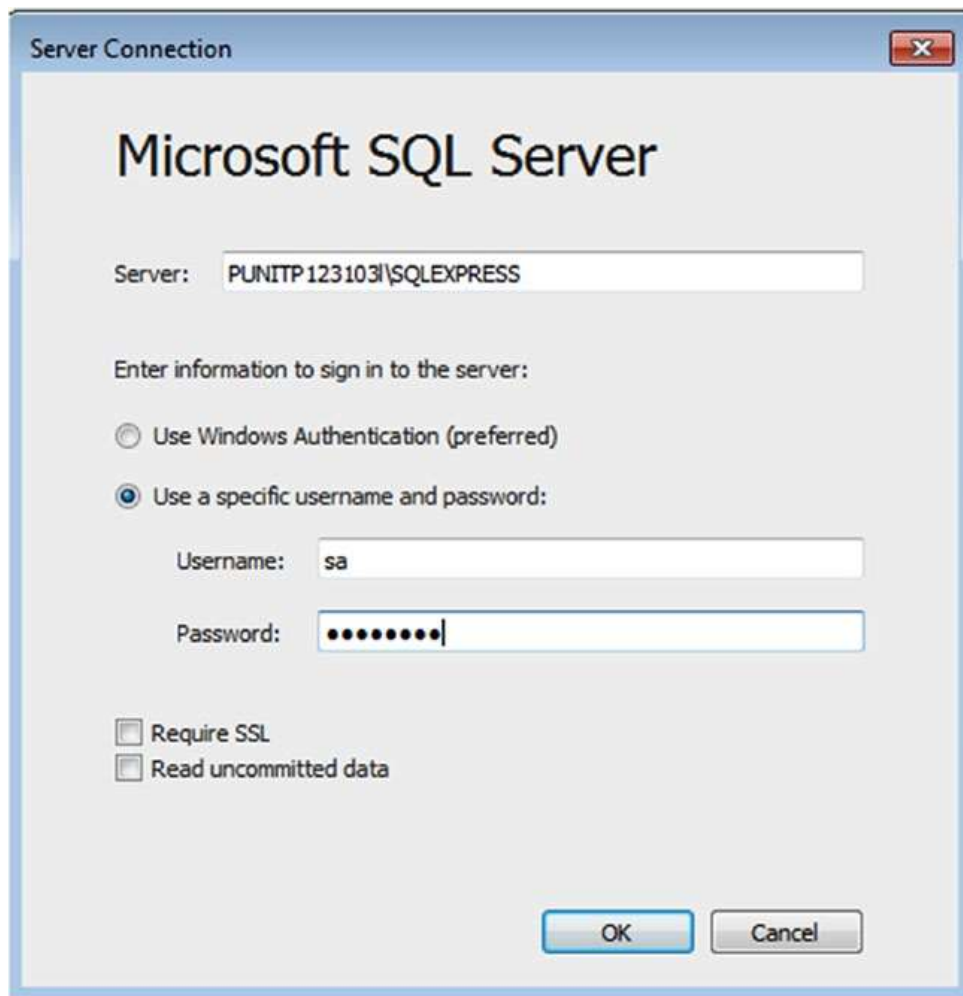 Server Connection
Microsoft SQL Server
Server: PUNITP123103l\SQLEXPRESS
Enter information to sign in to the server:
Use Windows Authentication (preferred)
Use a specific username and password:
Username: sa
Password: ●●●●●●●●
Require SSL
Read uncommitted data
OK Cancel